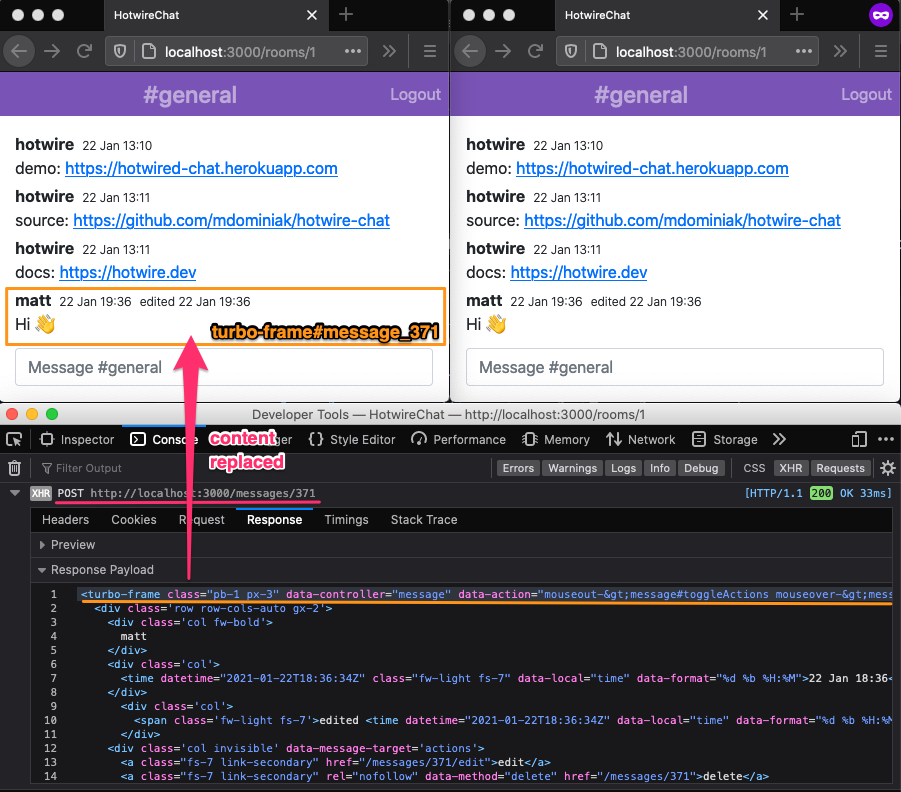 HotwireChat
localhost:3000/rooms/1
#general
Logout
hotwire 22 Jan 13:10
demo: https://hotwired-chat.herokuapp.com
hotwire 22 Jan 13:11
source: https://github.com/mdominiak/hotwire-chat
hotwire 22 Jan 13:11
docs: https://hotwire.dev
matt 22 Jan 19:36 edited 22 Jan 19:36
Hi 👋
turbo-frame#message_371
Message #general
HotwireChat
localhost:3000/rooms/1
#general
Logout
hotwire 22 Jan 13:10
demo: https://hotwired-chat.herokuapp.com
hotwire 22 Jan 13:11
source: https://github.com/mdominiak/hotwire-chat
hotwire 22 Jan 13:11
docs: https://hotwire.dev
matt 22 Jan 19:36 edited 22 Jan 19:36
Hi 👋
Message #general
Developer Tools — HotwireChat — http://localhost:3000/rooms/1
Inspector Console Style Editor Performance Memory Network Storage
content
replaced
Filter Output Errors Warnings Logs Info Debug CSS XHR Requests
XHR POST http://localhost:3000/messages/371 [HTTP/1.1 200 OK 33ms]
Headers Cookies Request Response Timings Stack Trace
Preview
Response Payload
1 <turbo-frame class="pb-1 px-3" data-controller="message" data-action="mouseout-&gt;message#toggleActions mouseover-&gt;mess
2 <div class='row row-cols-auto gx-2'>
3 <div class='col fw-bold'>
4 matt
5 </div>
6 <div class='col'>
7 <time datetime="2021-01-22T18:36:34Z" class="fw-light fs-7" data-local="time" data-format="%d %b %H:%M">22 Jan 18:36<
8 </div>
9 <div class='col'>
10 <span class='fw-light fs-7'>edited <time datetime="2021-01-22T18:36:34Z" data-local="time" data-format="%d %b %H:%M
11 </div>
12 <div class='col invisible' data-message-target='actions'>
13 <a class="fs-7 link-secondary" href="/messages/371/edit">edit</a>
14 <a class="fs-7 link-secondary" rel="nofollow" data-method="delete" href="/messages/371">delete</a>